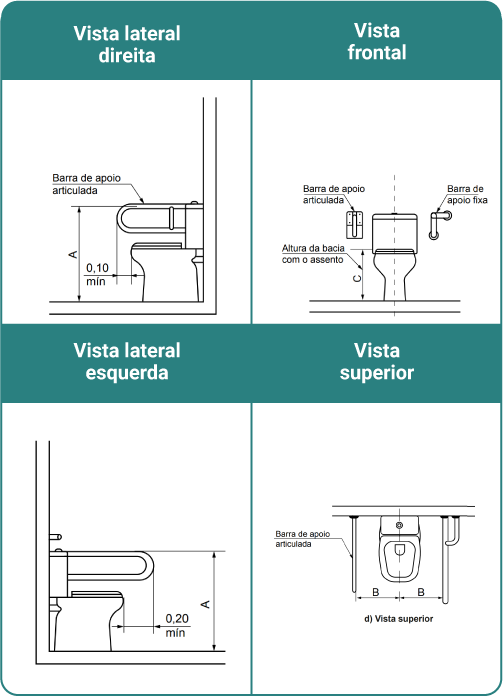 Vista lateral
direita
Vista
frontal
Barra de apoio
articulada
A
0,10
mín
Barra de apoio
articulada
Barra de
apoio fixa
Altura da bacia
com o assento
C
Vista lateral
esquerda
Vista
superior
A
0,20
mín
Barra de apoio
articulada
B
B
d) Vista superior